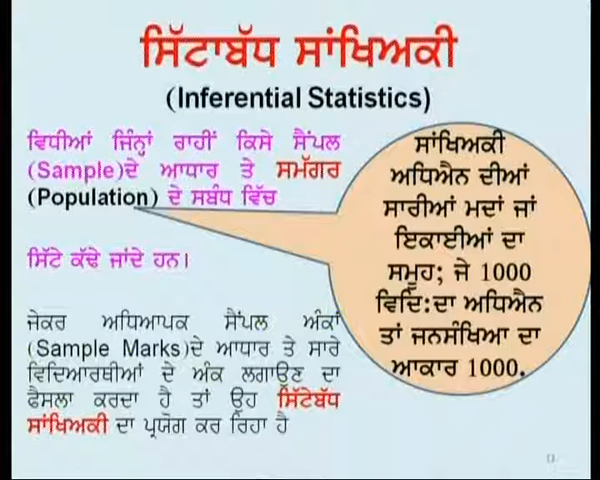 ਸਿੱਟਾਬੱਧ ਸਾਂਖਿਅਕੀ
(Inferential Statistics)
ਵਿਧੀਆਂ ਜਿੰਨ੍ਹਾਂ ਰਾਹੀਂ ਕਿਸੇ ਸੈਂਪਲ
(Sample)ਦੇ ਆਧਾਰ ਤੇ ਸਮੱਗਰ
(Population) ਦੇ ਸਬੰਧ ਵਿੱਚ
ਸਿੱਟੇ ਕੱਢੇ ਜਾਂਦੇ ਹਨ।
ਜੇਕਰ ਅਧਿਆਪਕ ਸੈਂਪਲ ਅੰਕਾਂ
(Sample Marks)ਦੇ ਆਧਾਰ ਤੇ ਸਾਰੇ
ਵਿਦਿਆਰਥੀਆਂ ਦੇ ਅੰਕ ਲਗਾਉਣ ਦਾ
ਫੈਸਲਾ ਕਰਦਾ ਹੈ ਤਾਂ ਉਹ ਸਿੱਟੇਬੱਧ
ਸਾਂਖਿਅਕੀ ਦਾ ਪ੍ਰਯੋਗ ਕਰ ਰਿਹਾ ਹੈ
ਸਾਂਖਿਅਕੀ
ਅਧਿਐਨ ਦੀਆਂ
ਸਾਰੀਆਂ ਮਦਾਂ ਜਾਂ
ਇਕਾਈਆਂ ਦਾ
ਸਮੂਹ; ਜੇ 1000
ਵਿਦਿ:ਦਾ ਅਧਿਐਨ
ਤਾਂ ਜਨਸੰਖਿਆ ਦਾ
ਆਕਾਰ 1000.